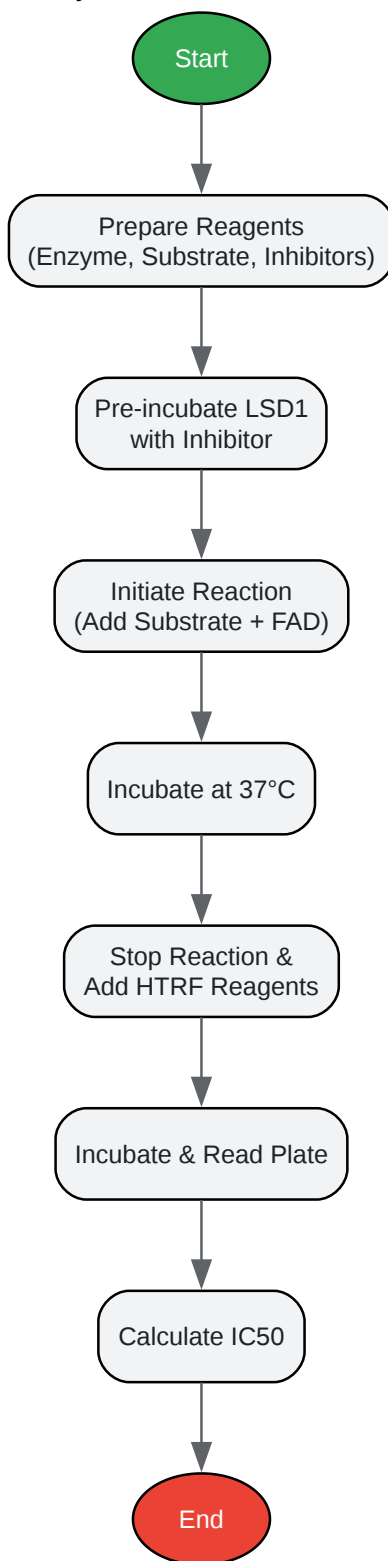 Start
Prepare Reagents
(Enzyme, Substrate, Inhibitors)
Pre-incubate LSD1
with Inhibitor
Initiate Reaction
(Add Substrate + FAD)
Incubate at 37°C
Stop Reaction &
Add HTRF Reagents
Incubate & Read Plate
Calculate IC50
End